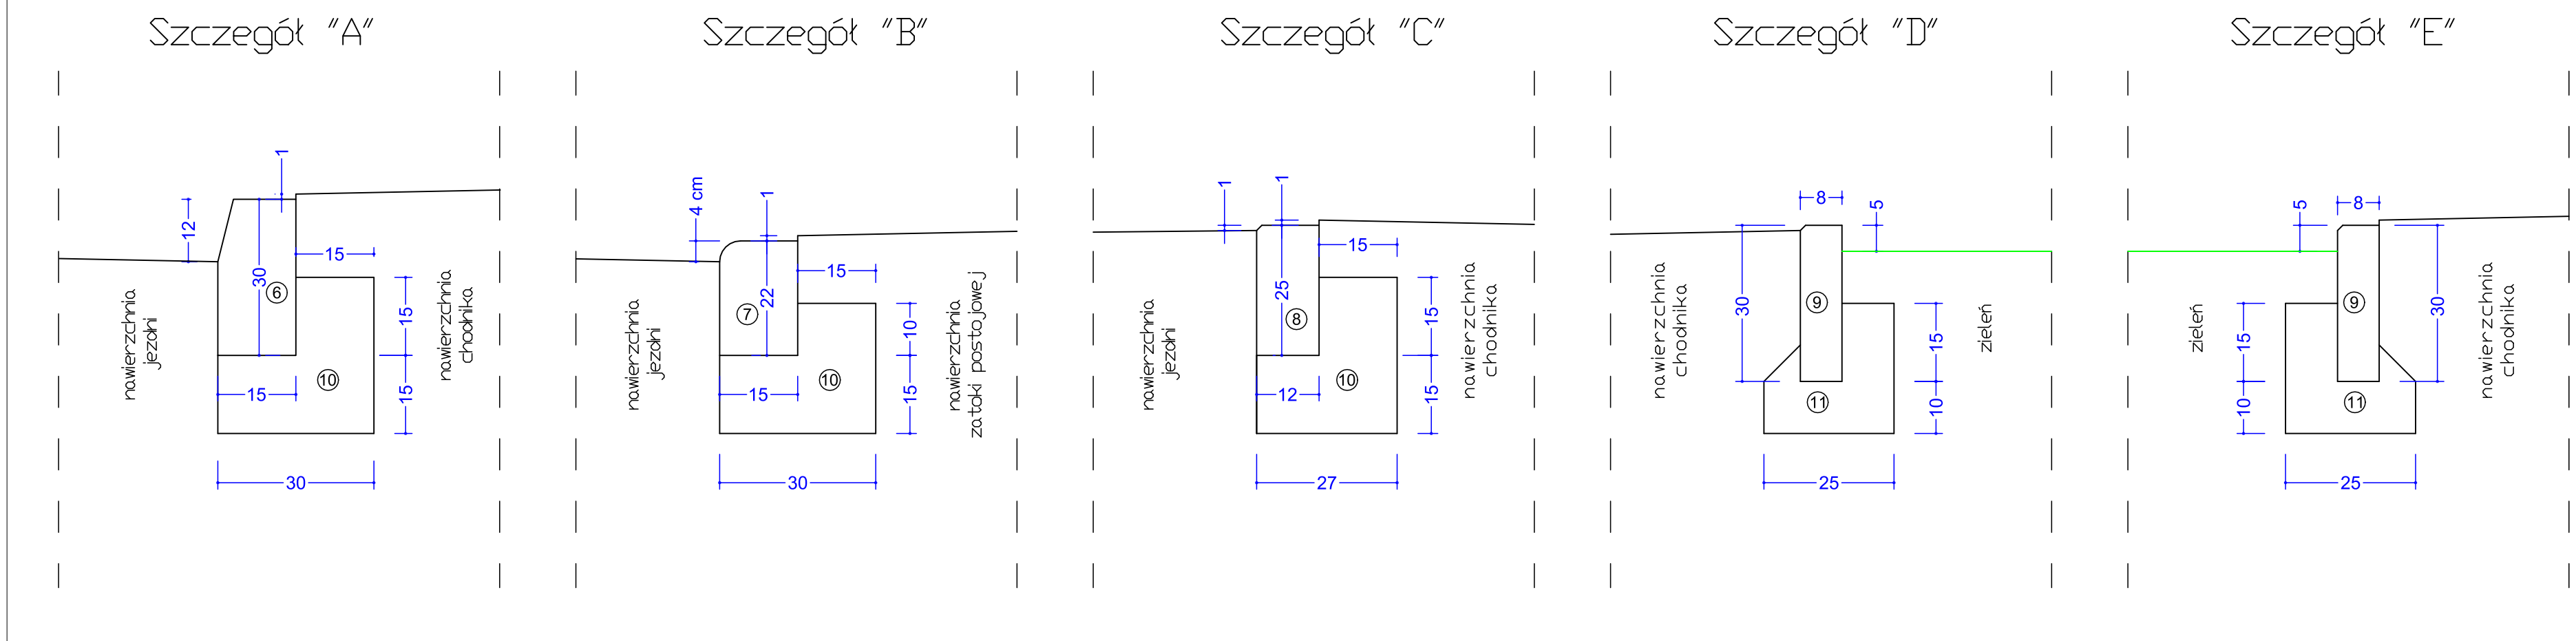 Szczegół "A"
1
12
30
15
6
15
15
10
15
30
nawierzchnia
jezdni
nawierzchnia
chodnika
Szczegół "B"
4 cm
1
15
22
7
10
15
10
15
30
nawierzchnia
jezdni
nawierzchnia
zatoki postojowej
Szczegół "C"
1
1
15
25
8
15
12
10
15
27
nawierzchnia
jezdni
nawierzchnia
chodnika
Szczegół "D"
8
5
30
9
15
11
10
25
nawierzchnia
chodnika
zieleń
Szczegół "E"
5
8
9
30
15
11
10
25
zieleń
nawierzchnia
chodnika